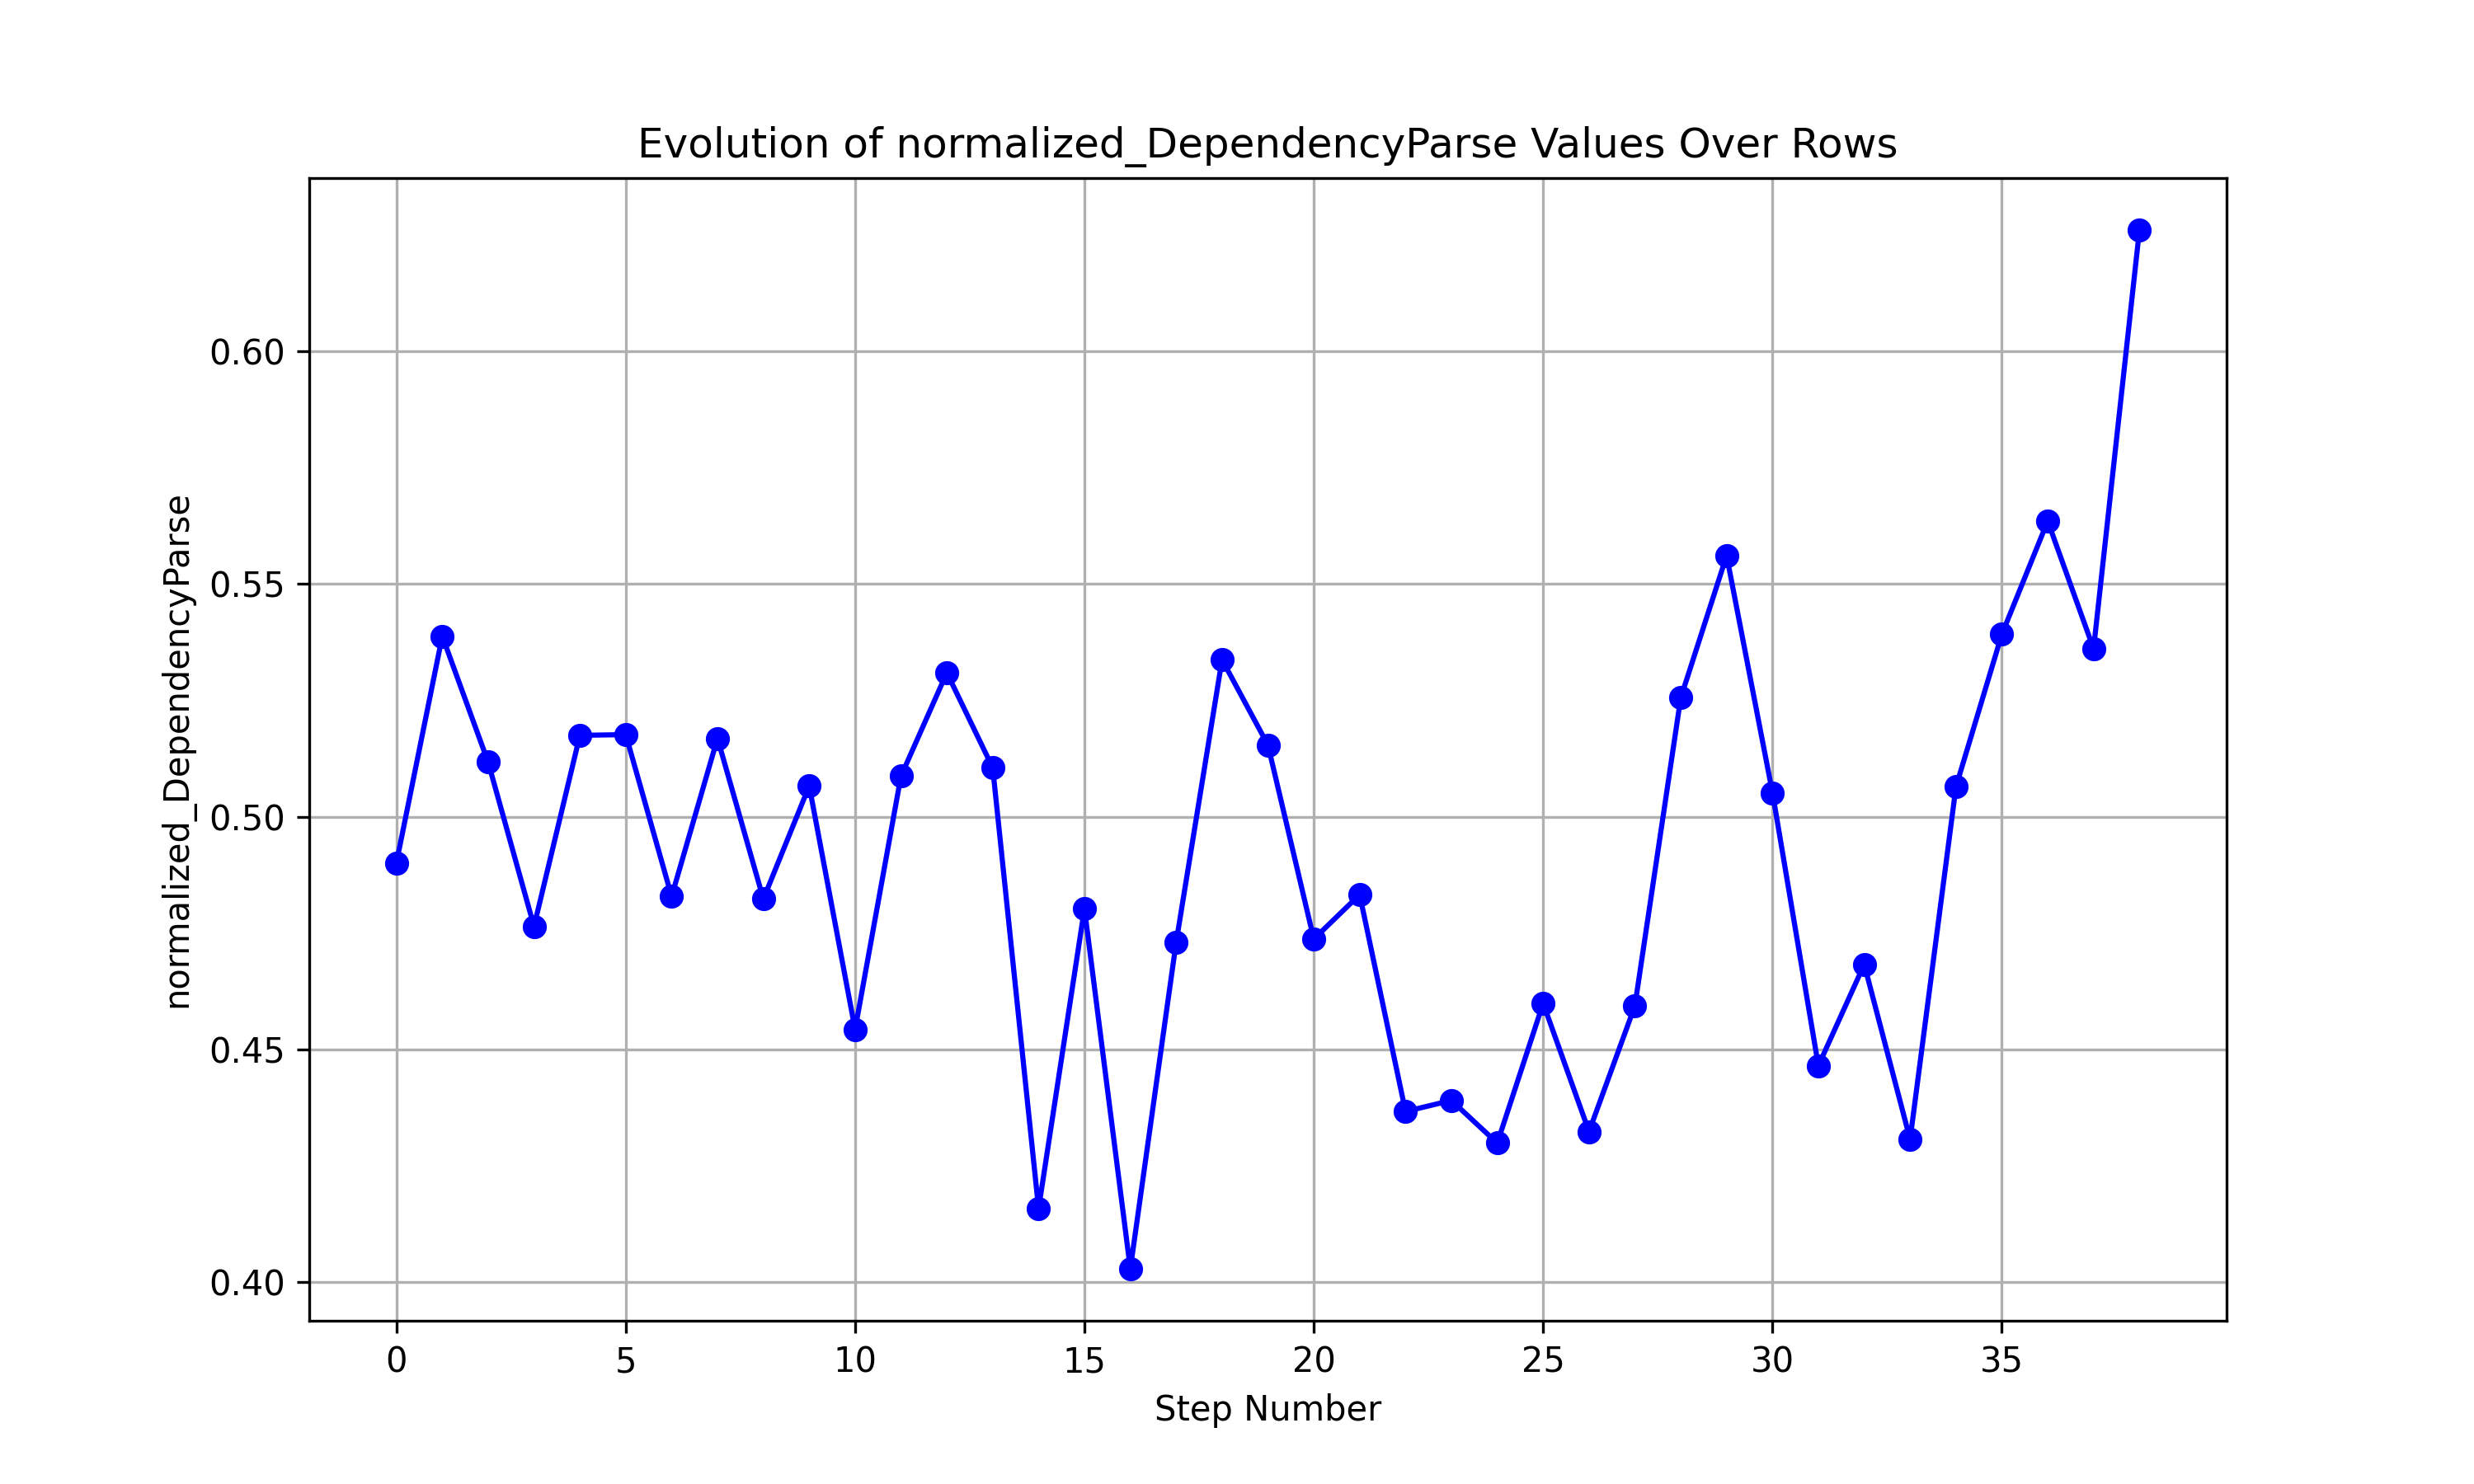 Evolution of normalized_DependencyParse Values Over Rows
normalized_DependencyParse
0.60
0.55
0.50
0.45
0.40
0 5 10 15 20 25 30 35
Step Number